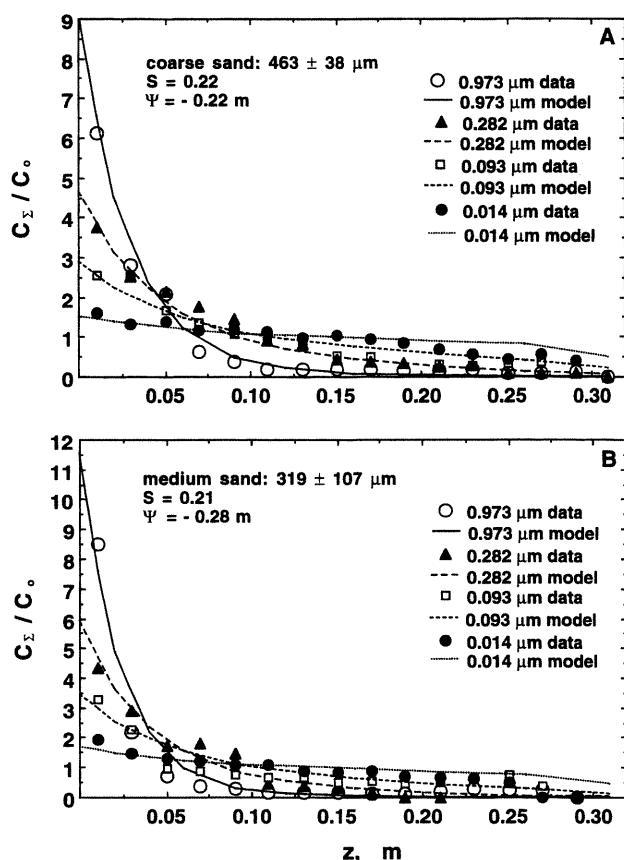 A
coarse sand: 463 ± 38 μm
S = 0.22
Ψ = - 0.22 m
0.973 μm data
0.973 μm model
0.282 μm data
0.282 μm model
0.093 μm data
0.093 μm model
0.014 μm data
0.014 μm model
C_Σ / C_o
9
8
7
6
5
4
3
2
1
0
0.05 0.10 0.15 0.20 0.25 0.30
B
medium sand: 319 ± 107 μm
S = 0.21
Ψ = - 0.28 m
0.973 μm data
0.973 μm model
0.282 μm data
0.282 μm model
0.093 μm data
0.093 μm model
0.014 μm data
0.014 μm model
C_Σ / C_o
12
11
10
9
8
7
6
5
4
3
2
1
0
0.05 0.10 0.15 0.20 0.25 0.30
z, m